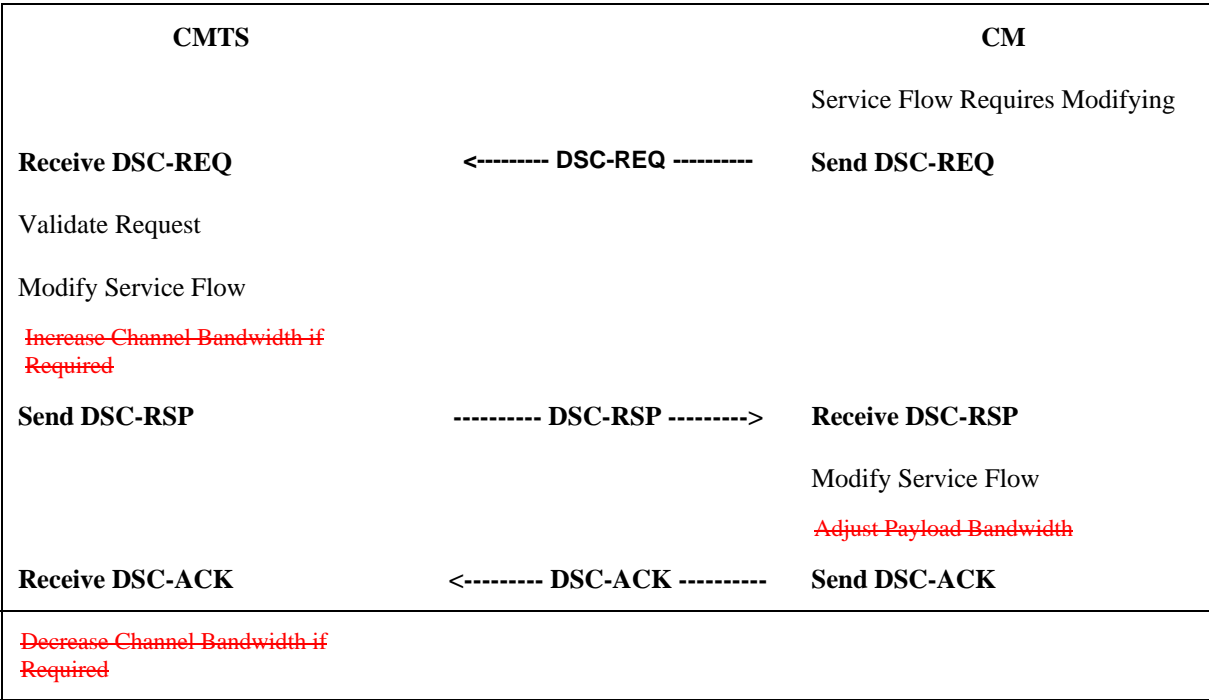 CMTS CM
Service Flow Requires Modifying
Receive DSC-REQ <--------- DSC-REQ ---------- Send DSC-REQ
Validate Request
Modify Service Flow
Increase Channel Bandwidth if
Required
Send DSC-RSP ---------- DSC-RSP ---------> Receive DSC-RSP
Modify Service Flow
Adjust Payload Bandwidth
Receive DSC-ACK <--------- DSC-ACK ---------- Send DSC-ACK
Decrease Channel Bandwidth if
Required